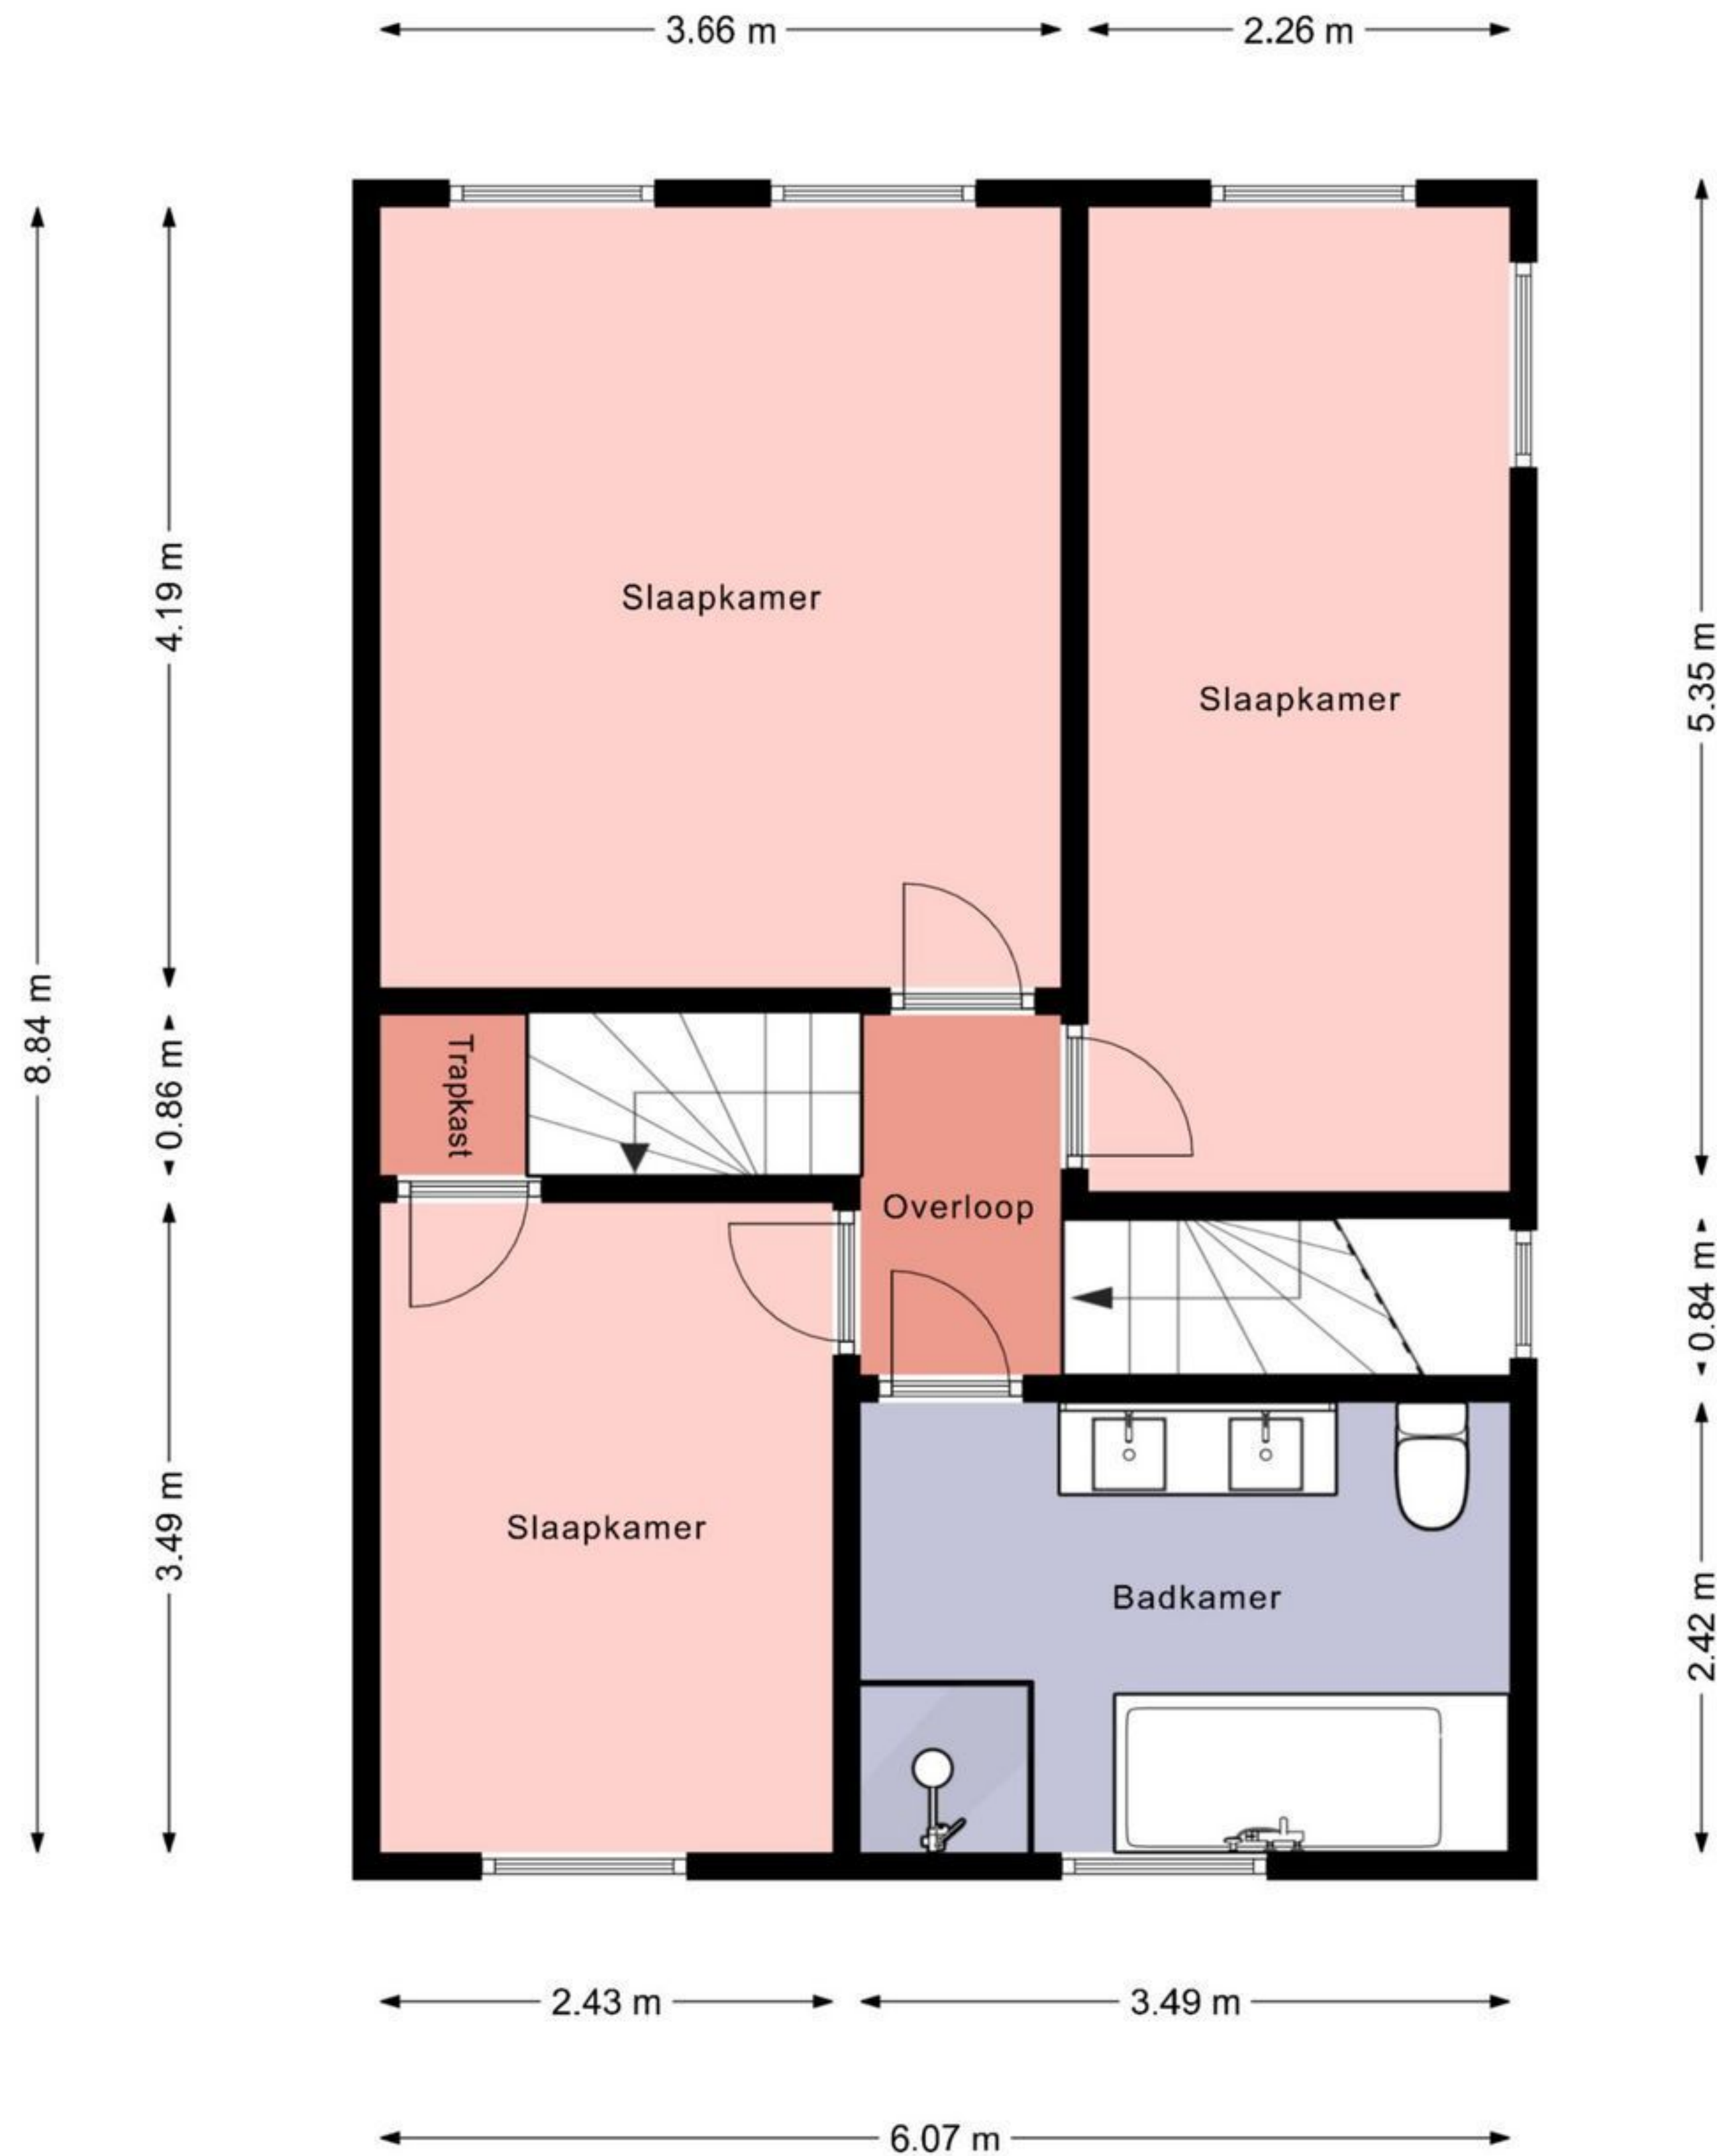 3.66 m
2.26 m
4.19 m
Slaapkamer
Slaapkamer
5.35 m
8.84 m
0.86 m
Trapkast
Overloop
0.84 m
3.49 m
Slaapkamer
Badkamer
2.42 m
2.43 m
3.49 m
6.07 m